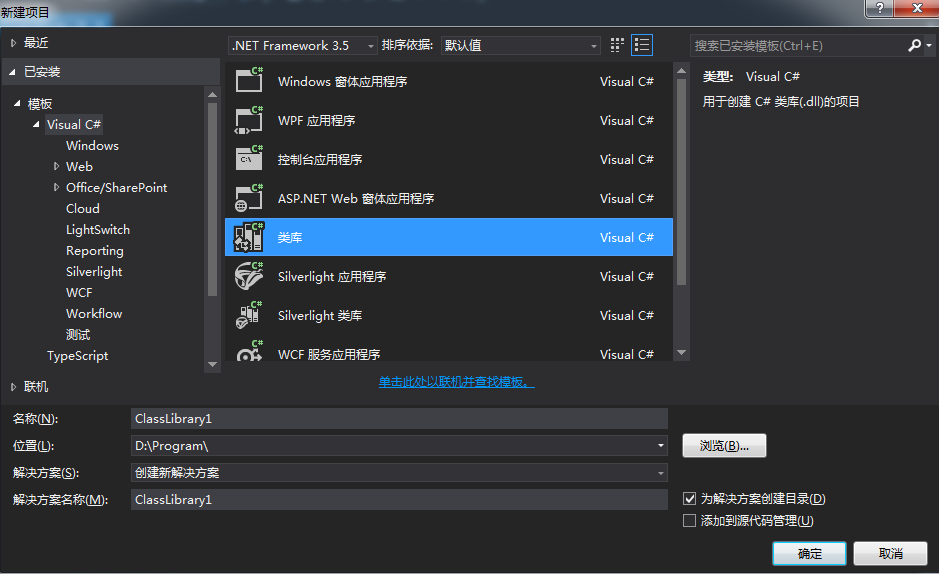 新建项目
?
最近
.NET Framework 3.5
排序依据:
默认值
搜索已安装模板(Ctrl+E)
已安装
模板
Visual C#
Windows
Web
Office/SharePoint
Cloud
LightSwitch
Reporting
Silverlight
WCF
Workflow
测试
TypeScript
联机
C#
Windows 窗体应用程序
Visual C#
C#
WPF 应用程序
Visual C#
C#
C:\
控制台应用程序
Visual C#
C#
ASP.NET Web 窗体应用程序
Visual C#
C#
类库
Visual C#
C#
Silverlight 应用程序
Visual C#
C#
Silverlight 类库
Visual C#
C#
WCF 服务应用程序
Visual C#
单击此处以联机并查找模板。
类型: Visual C#
用于创建 C# 类库(.dll)的项目
名称(N):
ClassLibrary1
位置(L):
D:\Program\
浏览(B)...
解决方案(S):
创建新解决方案
解决方案名称(M):
ClassLibrary1
为解决方案创建目录(D)
添加到源代码管理(U)
确定
取消